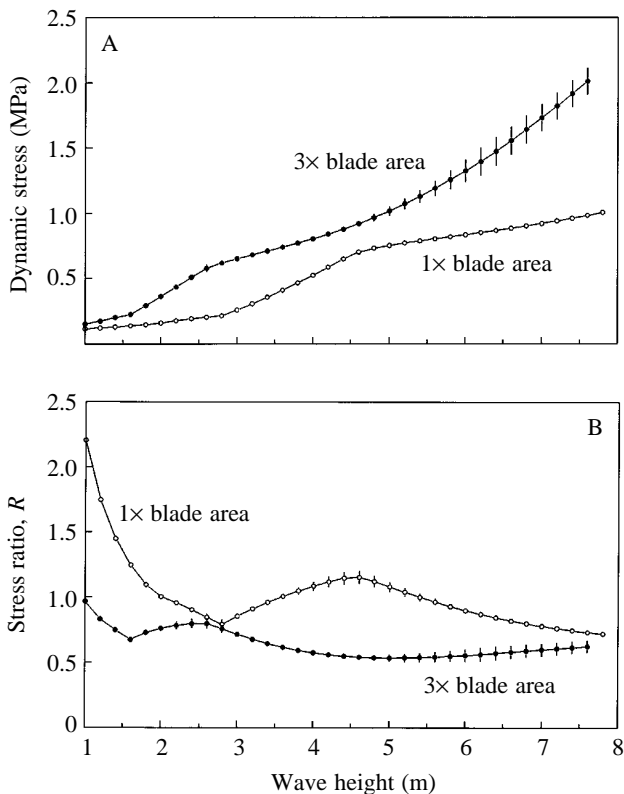 2.5
A
2.0
1.5
3× blade area
1.0
1× blade area
0.5
Dynamic stress (MPa)
2.5
B
2.0
1× blade area
1.5
1.0
0.5
3× blade area
0
Stress ratio, R
1 2 3 4 5 6 7 8
Wave height (m)